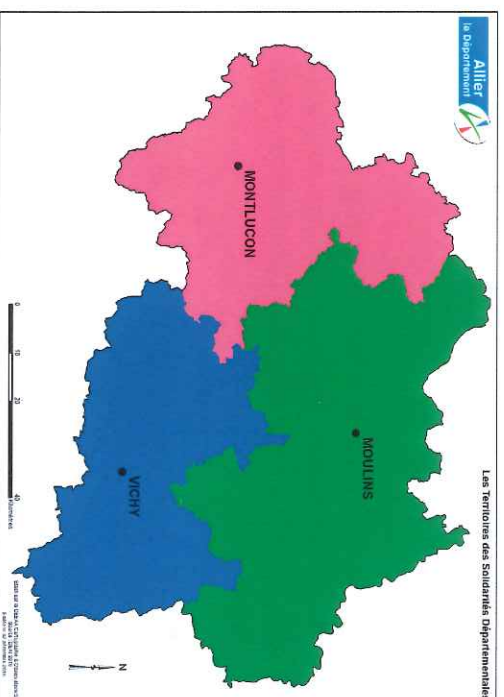 Les Territoires des Solidarités Départementales
Allier
le Département
MOULINS
MONTLUCON
VICHY
0 10 20 40
Kilomètres
N